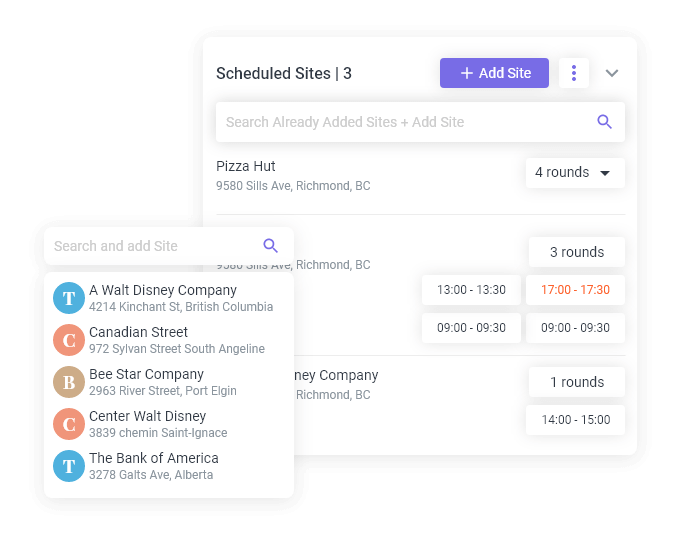 Scheduled Sites | 3
+ Add Site
Search Already Added Sites + Add Site
Pizza Hut
9580 Sills Ave, Richmond, BC
4 rounds
3 rounds
9580 Sills Ave, Richmond, BC
13:00 - 13:30
17:00 - 17:30
09:00 - 09:30
09:00 - 09:30
Company
Richmond, BC
1 rounds
14:00 - 15:00
Search and add Site
T
A Walt Disney Company
4214 Kinchant St, British Columbia
C
Canadian Street
972 Sylvan Street South Angeline
B
Bee Star Company
2963 River Street, Port Elgin
C
Center Walt Disney
3839 chemin Saint-Ignace
T
The Bank of America
3278 Galts Ave, Alberta